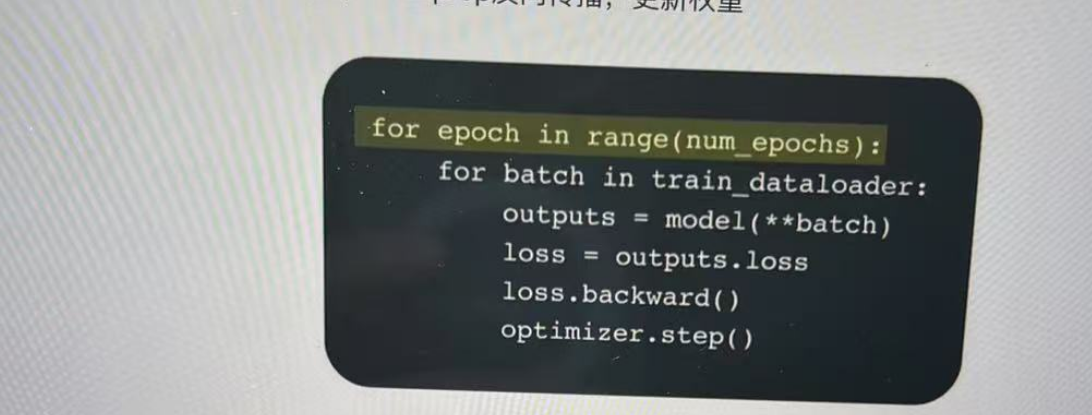 反向传播，更新权重
for epoch in range(num_epochs):
for batch in train_dataloader:
outputs = model(**batch)
loss = outputs.loss
loss.backward()
optimizer.step()